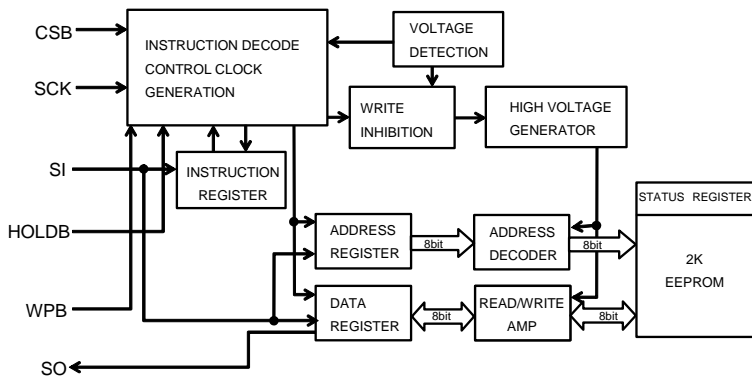 CSB
SCK
SI
HOLDB
WPB
SO
INSTRUCTION DECODE
CONTROL CLOCK
GENERATION
VOLTAGE
DETECTION
WRITE
INHIBITION
HIGH VOLTAGE
GENERATOR
INSTRUCTION
REGISTER
ADDRESS
REGISTER
8bit
ADDRESS
DECODER
8bit
DATA
REGISTER
8bit
READ/WRITE
AMP
8bit
STATUS REGISTER
2K
EEPROM